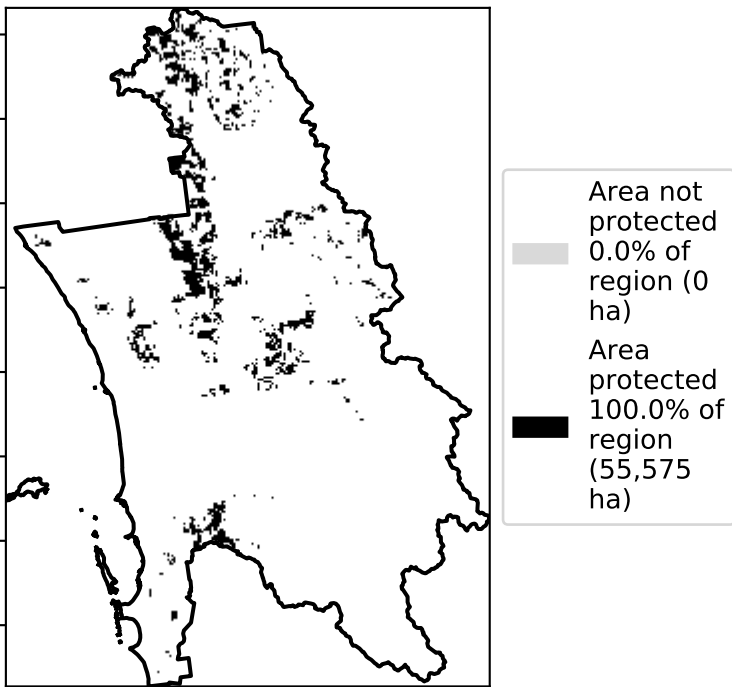 Area not
protected
0.0% of
region (0
ha)
Area
protected
100.0% of
region
(55,575
ha)